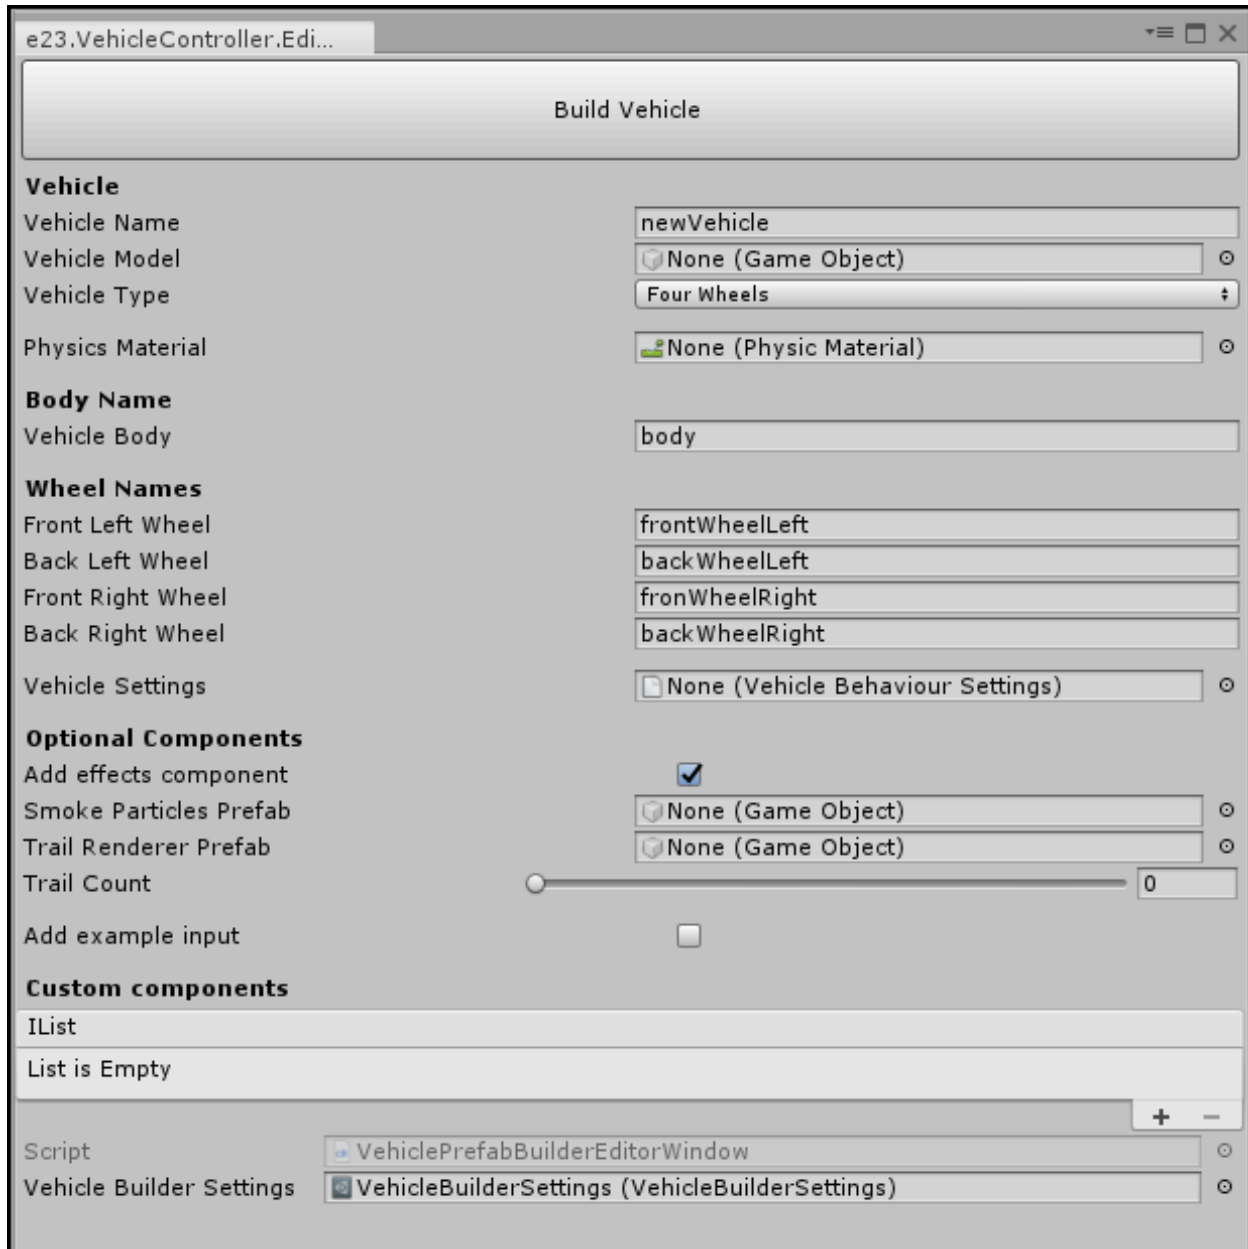 e23.VehicleController.Edi...
Build Vehicle
Vehicle
Vehicle Name newVehicle
Vehicle Model None (Game Object)
Vehicle Type Four Wheels
Physics Material None (Physic Material)
Body Name
Vehicle Body body
Wheel Names
Front Left Wheel frontWheelLeft
Back Left Wheel backWheelLeft
Front Right Wheel fronWheelRight
Back Right Wheel backWheelRight
Vehicle Settings None (Vehicle Behaviour Settings)
Optional Components
Add effects component
Smoke Particles Prefab None (Game Object)
Trail Renderer Prefab None (Game Object)
Trail Count 0
Add example input
Custom components
IList
List is Empty
+ −
Script VehiclePrefabBuilderEditorWindow
Vehicle Builder Settings VehicleBuilderSettings (VehicleBuilderSettings)